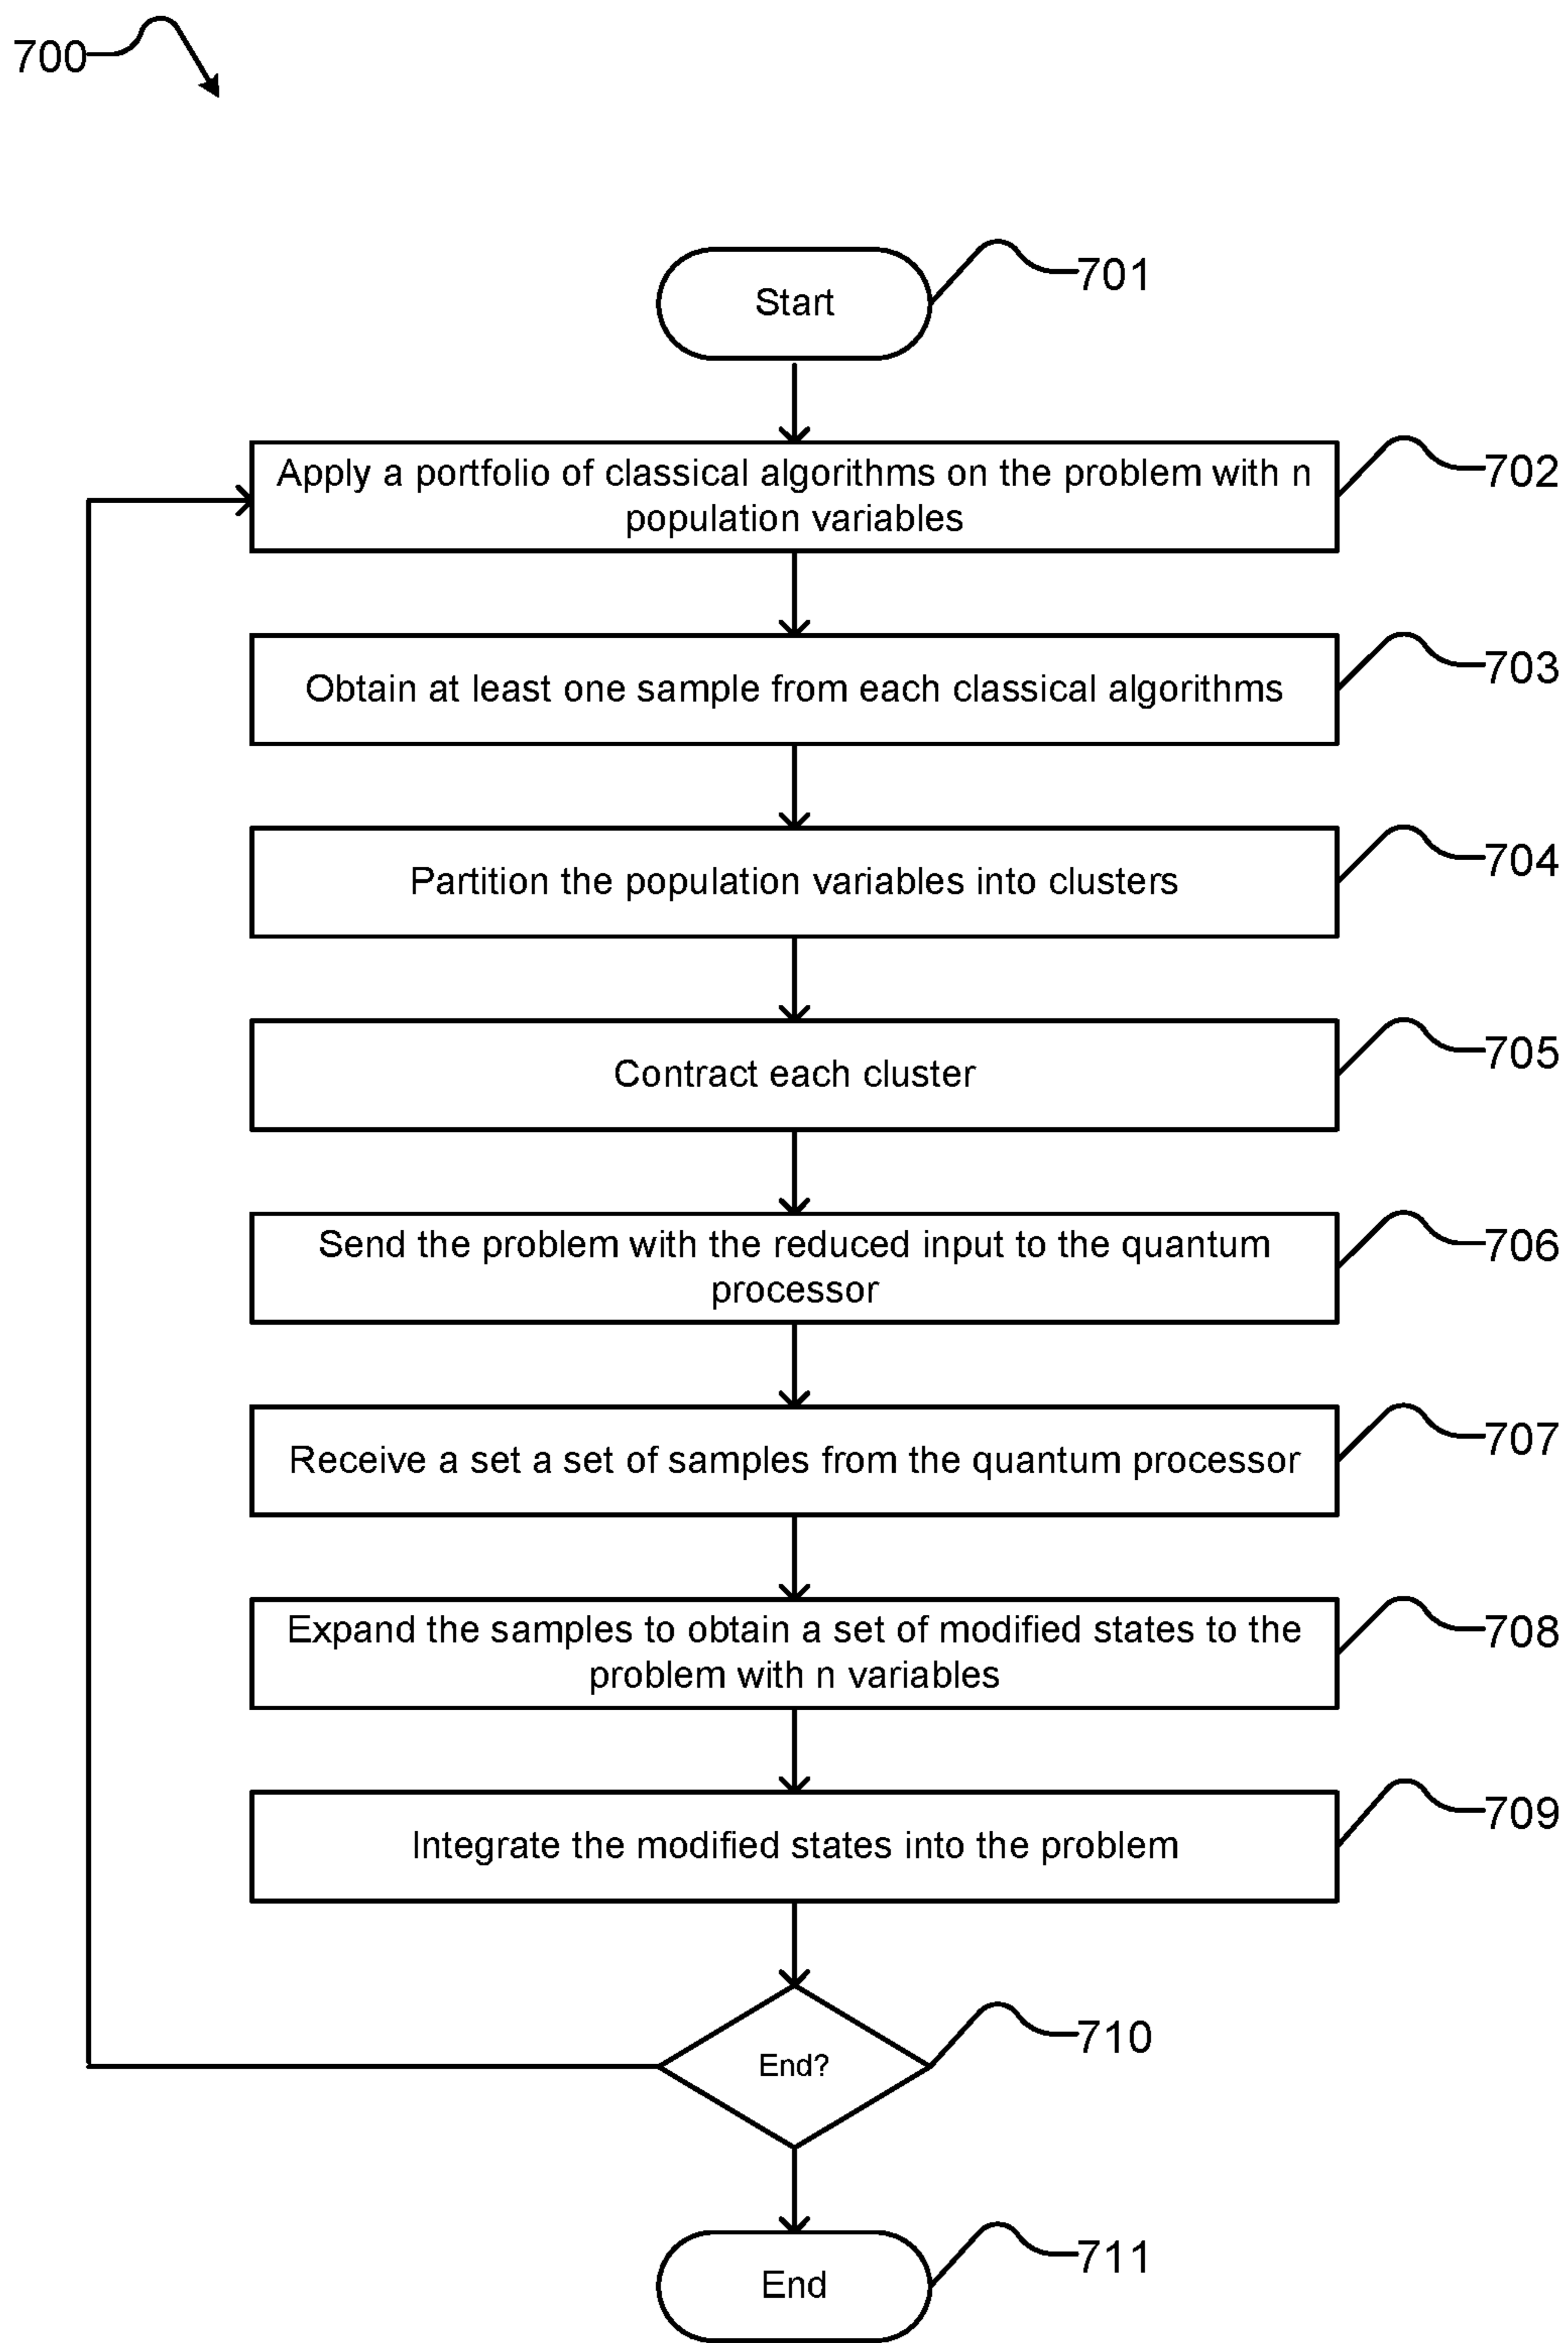 700
Start
701
Apply a portfolio of classical algorithms on the problem with n
population variables
702
Obtain at least one sample from each classical algorithms
703
Partition the population variables into clusters
704
Contract each cluster
705
Send the problem with the reduced input to the quantum
processor
706
Receive a set a set of samples from the quantum processor
707
Expand the samples to obtain a set of modified states to the
problem with n variables
708
Integrate the modified states into the problem
709
End?
710
End
711